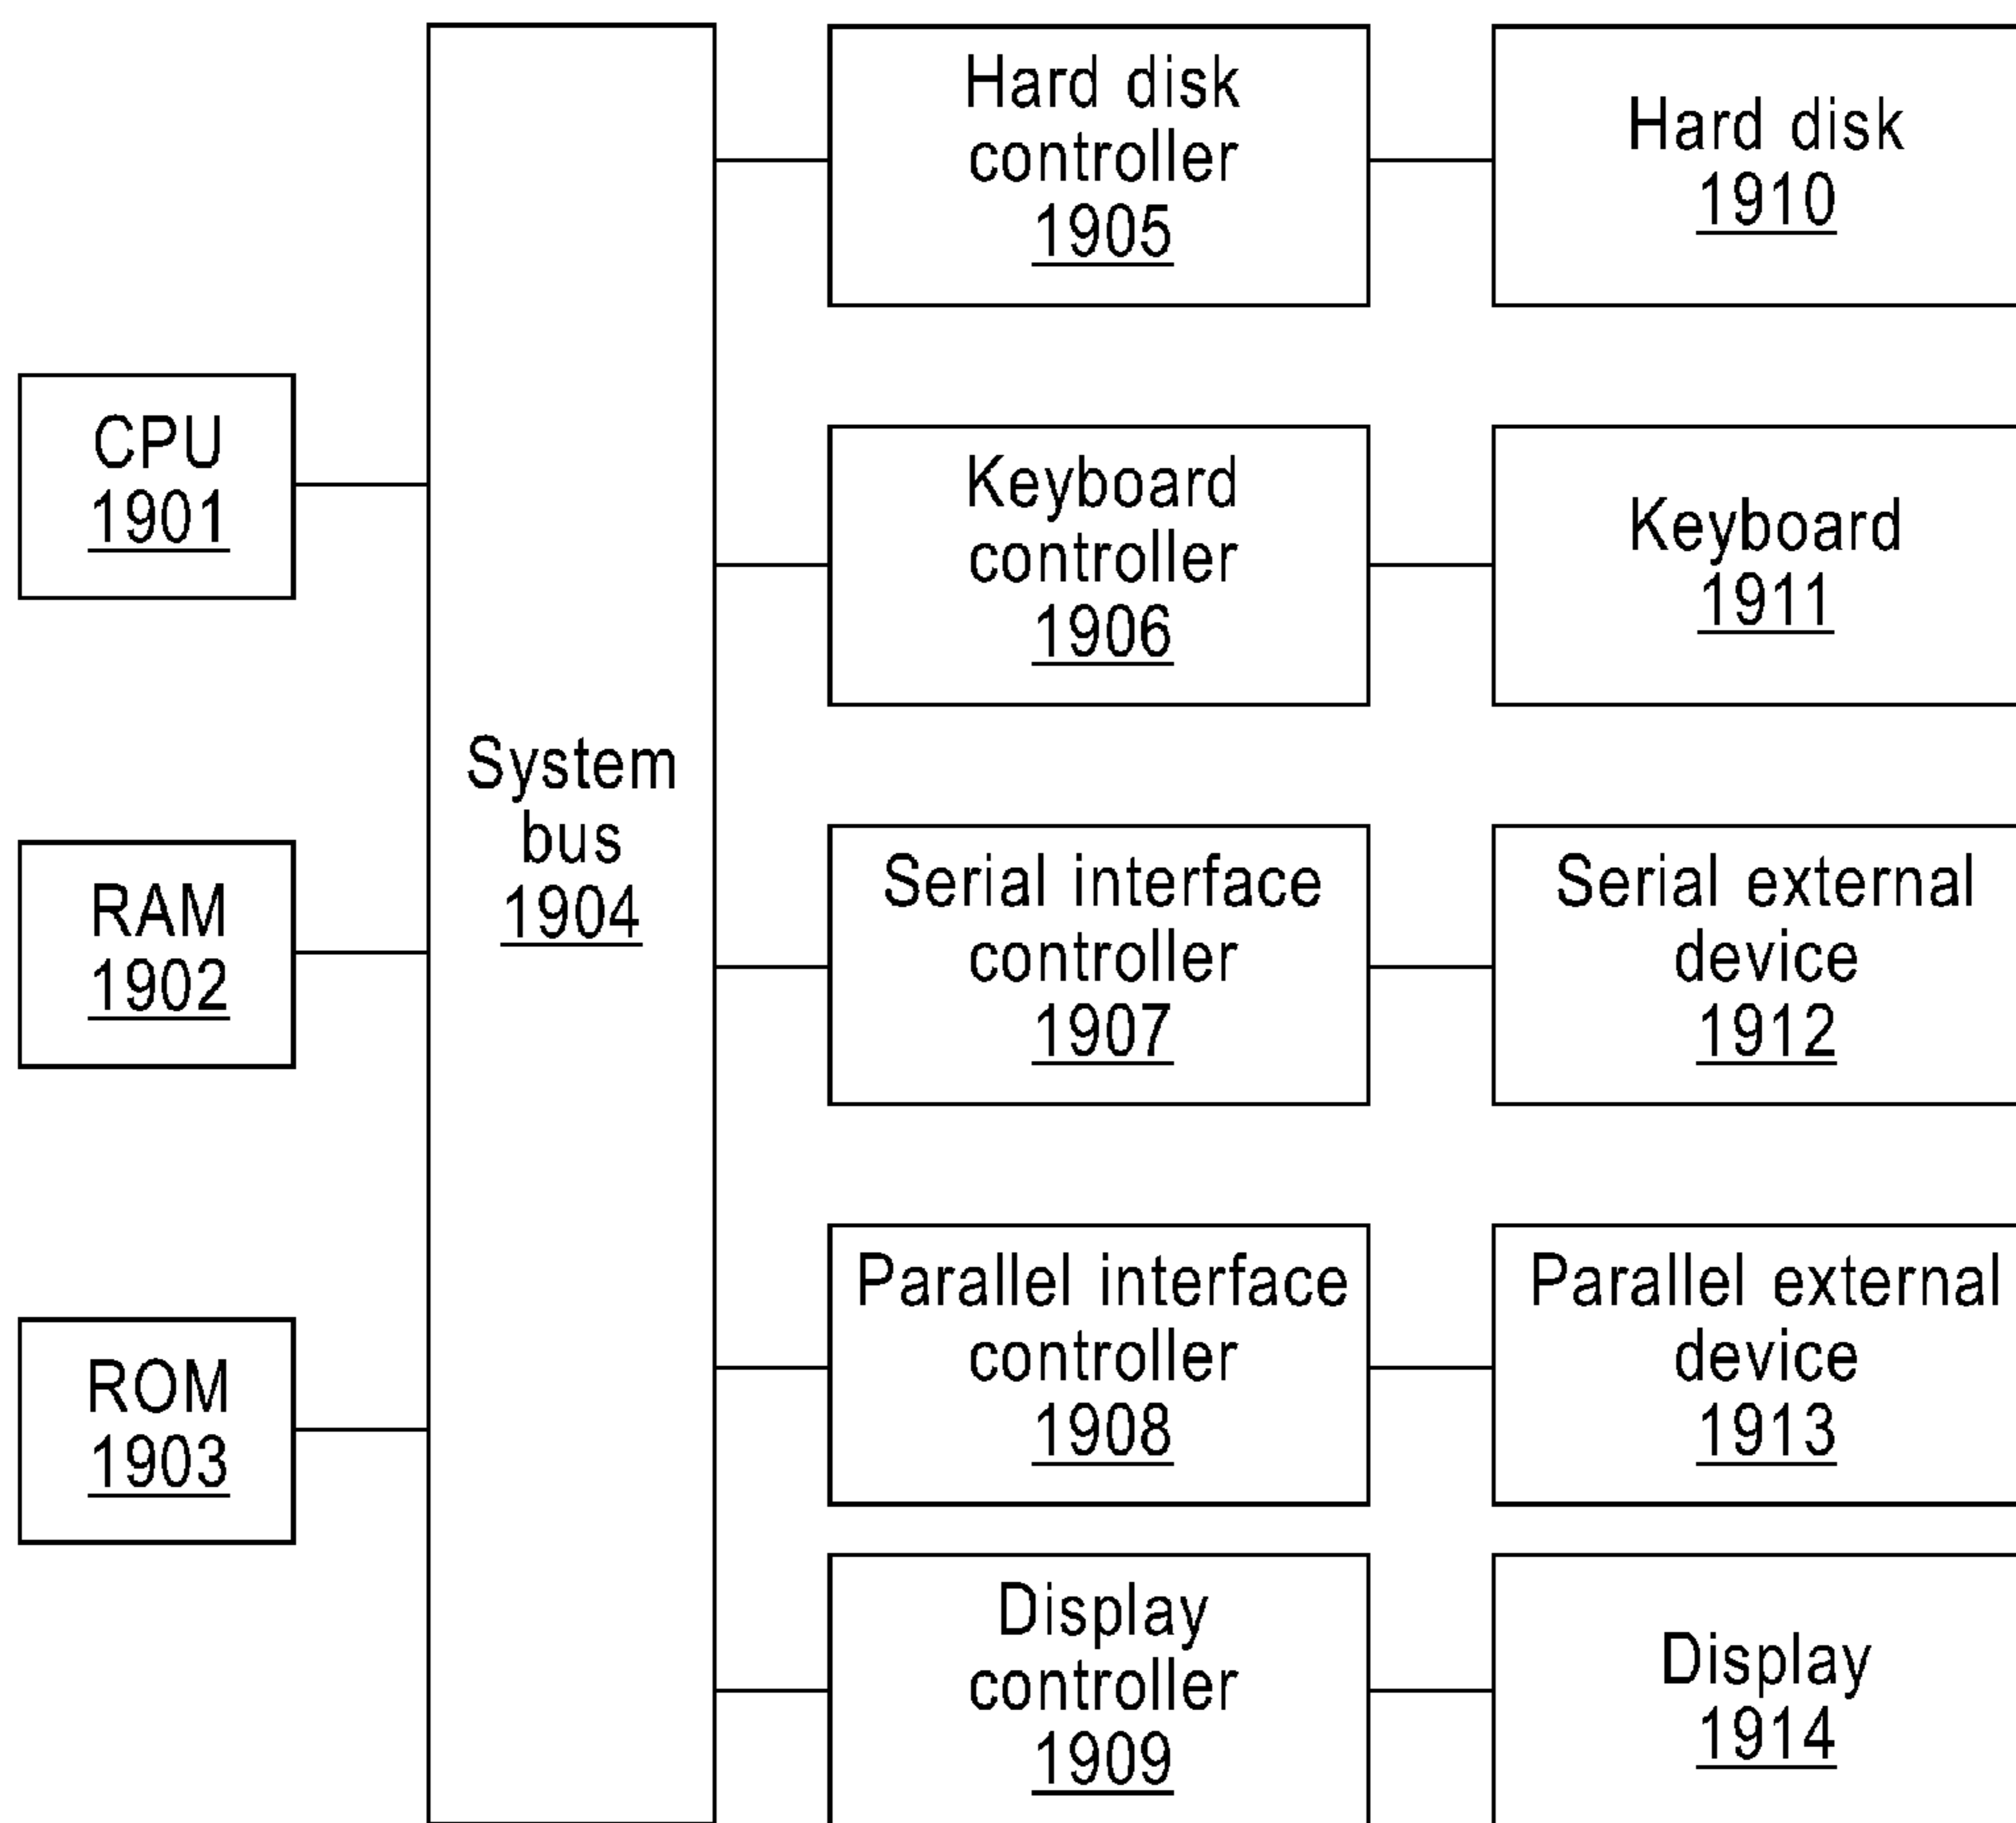 CPU
1901
RAM
1902
ROM
1903
System
bus
1904
Hard disk
controller
1905
Hard disk
1910
Keyboard
controller
1906
Keyboard
1911
Serial interface
controller
1907
Serial external
device
1912
Parallel interface
controller
1908
Parallel external
device
1913
Display
controller
1909
Display
1914